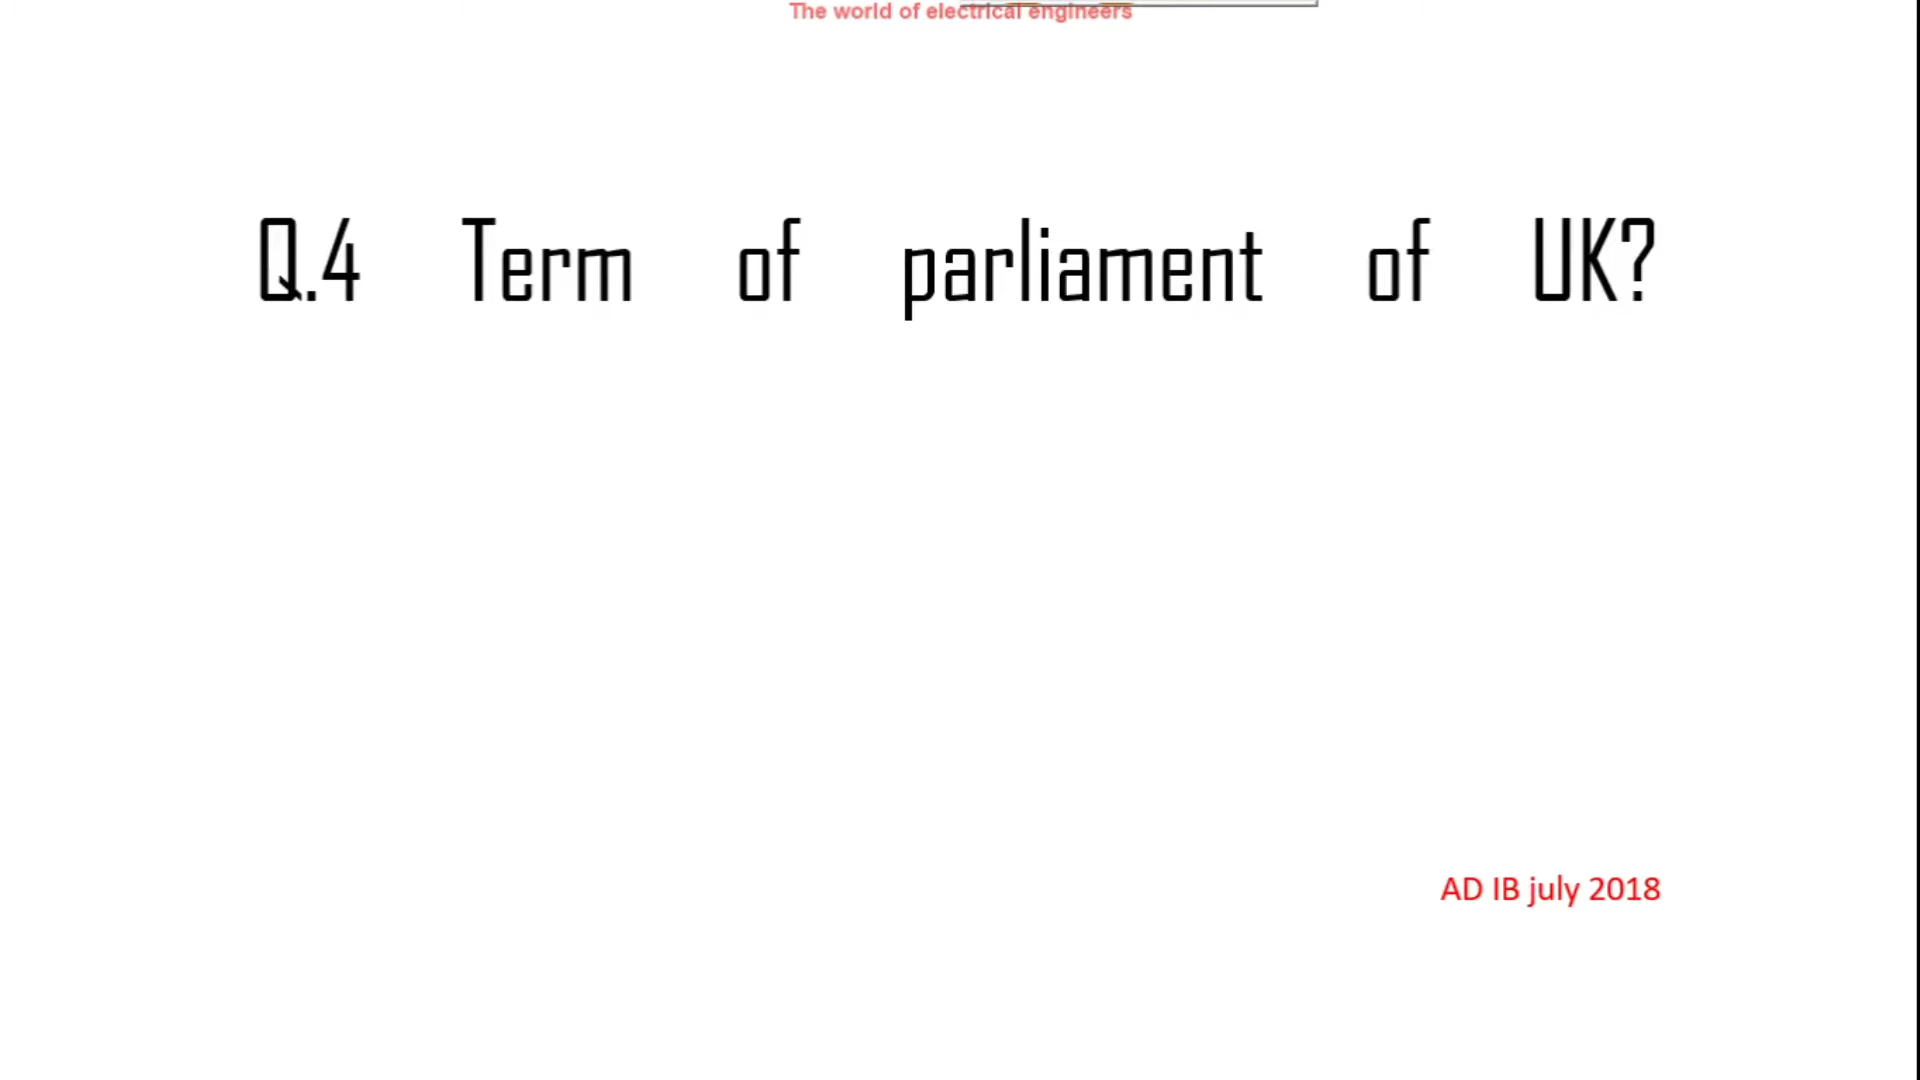 The world of electrical engineers
Q.4 Term of parliament of UK?
AD IB july 2018